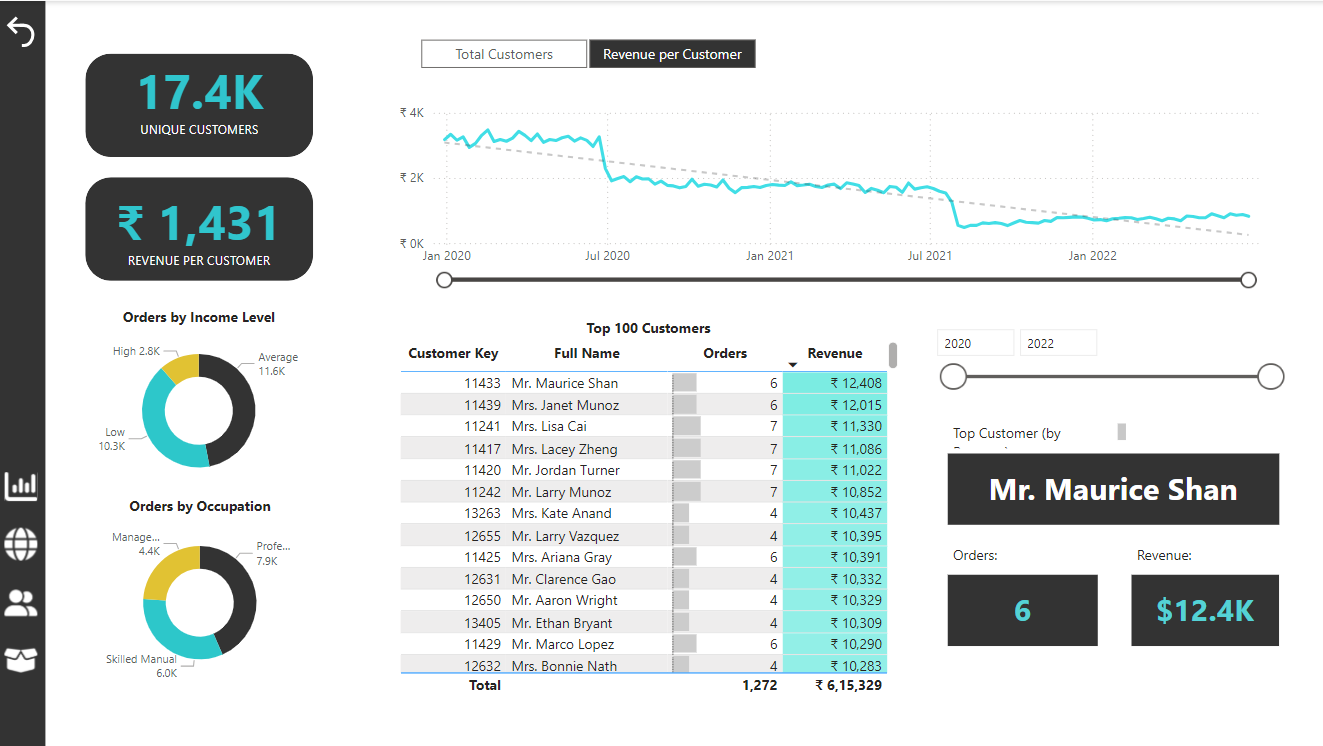 17.4K
UNIQUE CUSTOMERS
₹ 1,431
REVENUE PER CUSTOMER
Total Customers Revenue per Customer
₹ 4K
₹ 2K
₹ 0K
Jan 2020 Jul 2020 Jan 2021 Jul 2021 Jan 2022
Orders by Income Level
High 2.8K
Average
11.6K
Low
10.3K
Orders by Occupation
Manage...
4.4K
Profe...
7.9K
Skilled Manual
6.0K
Top 100 Customers
Customer Key Full Name Orders Revenue
11433 Mr. Maurice Shan 6 ₹ 12,408
11439 Mrs. Janet Munoz 6 ₹ 12,015
11241 Mrs. Lisa Cai 7 ₹ 11,330
11417 Mrs. Lacey Zheng 7 ₹ 11,086
11420 Mr. Jordan Turner 7 ₹ 11,022
11242 Mr. Larry Munoz 7 ₹ 10,852
13263 Mrs. Kate Anand 4 ₹ 10,437
12655 Mr. Larry Vazquez 4 ₹ 10,395
11425 Mrs. Ariana Gray 6 ₹ 10,391
12631 Mr. Clarence Gao 4 ₹ 10,332
12650 Mr. Aaron Wright 4 ₹ 10,329
13405 Mr. Ethan Bryant 4 ₹ 10,309
11429 Mr. Marco Lopez 6 ₹ 10,290
12632 Mrs. Bonnie Nath 4 ₹ 10,283
Total 1,272 ₹ 6,15,329
2020 2022
Top Customer (by
Mr. Maurice Shan
Orders: Revenue:
6 $12.4K